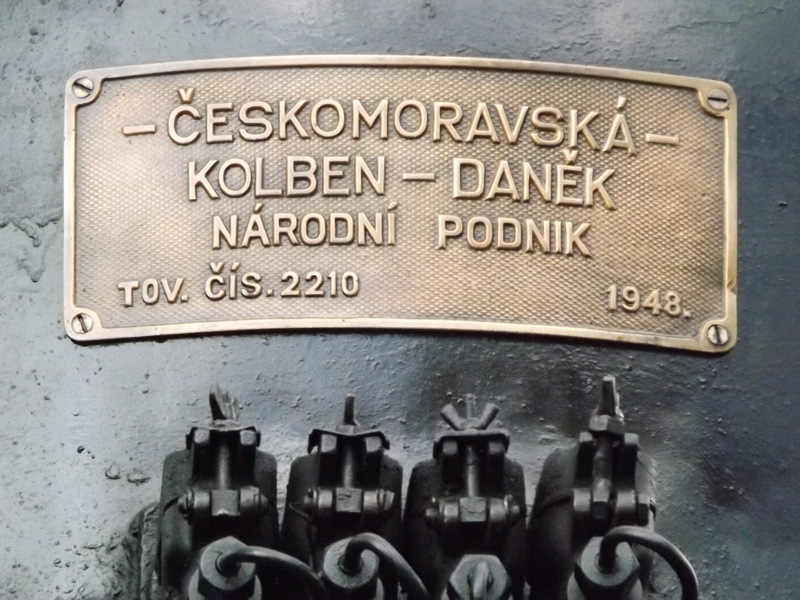 – ČESKOMORAVSKÁ –
KOLBEN – DANĚK
NÁRODNÍ PODNIK
TOV. ČÍS. 2210 1948.